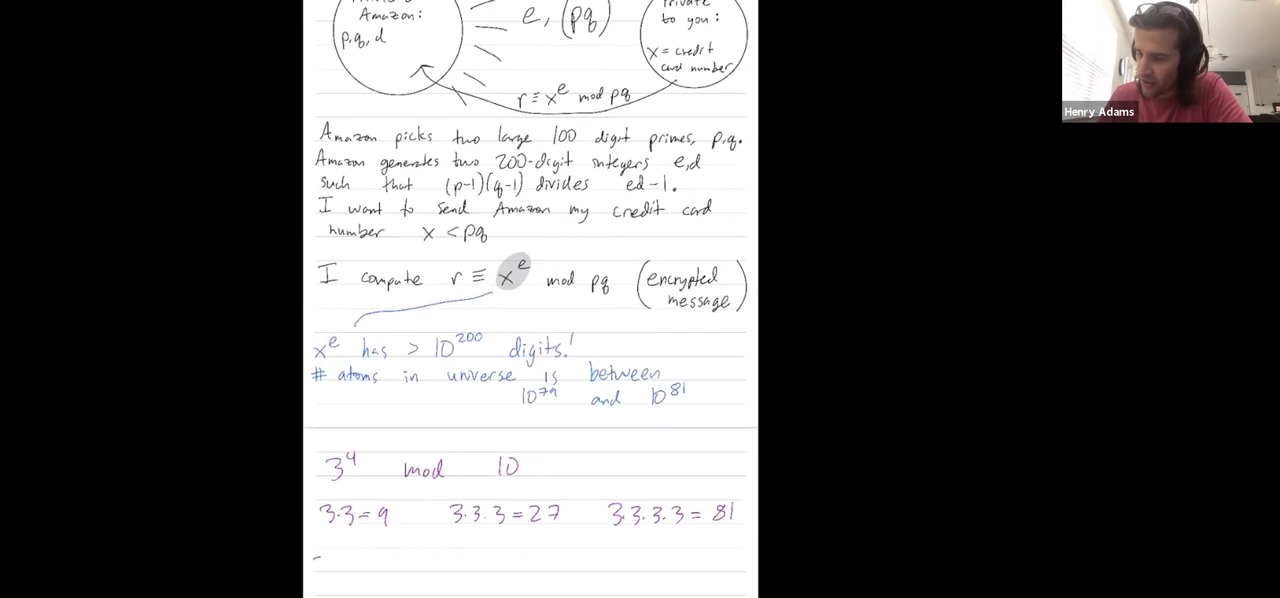 Amazon:
p,q,d
e, (pq)
to you:
x = credit
card number
r ≡ x^e mod pq
Amazon picks two large 100 digit primes, p,q.
Amazon generates two 200-digit integers e,d
such that (p-1)(q-1) divides ed-1.
I want to send Amazon my credit card
number x < pq
I compute r ≡ x^e mod pq (encrypted message)
x^e has > 10^200 digits!
# atoms in universe is between
10^79 and 10^81
3^4 mod 10
3·3=9 3·3·3=27 3·3·3·3=81
Henry Adams